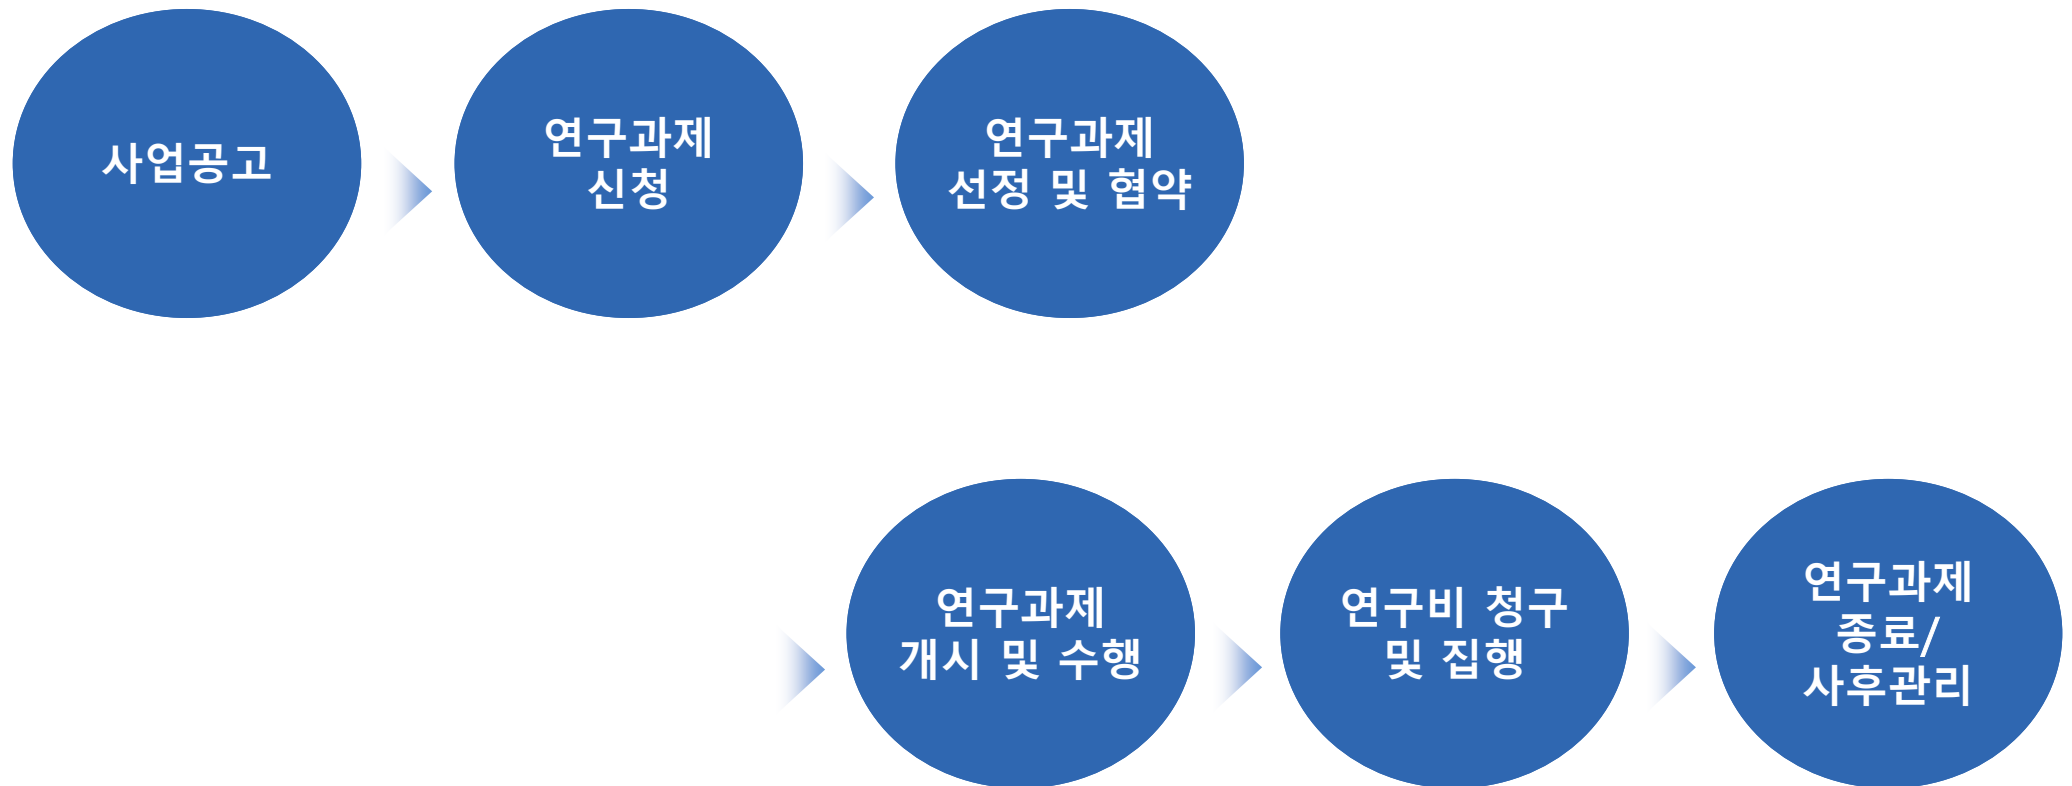 사업공고
연구과제
신청
연구과제
선정 및 협약
연구과제
개시 및 수행
연구비 청구
및 집행
연구과제
종료/
사후관리